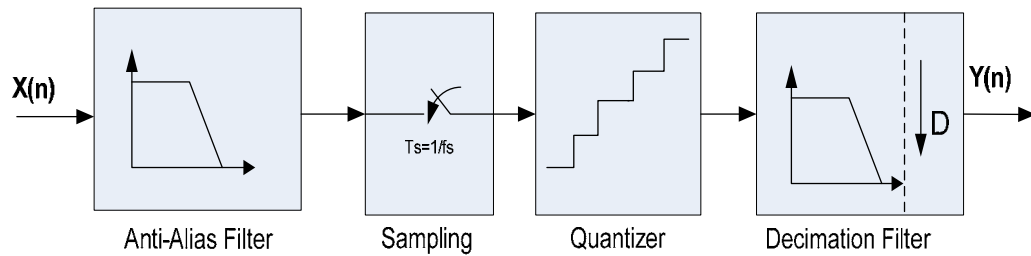 X(n)
Ts=1/fs
D
Y(n)
Anti-Alias Filter
Sampling
Quantizer
Decimation Filter